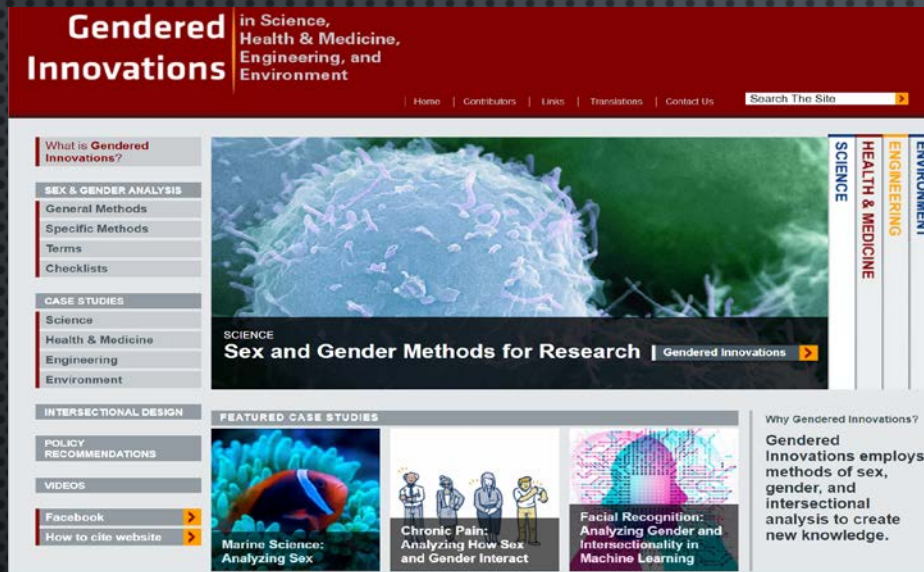 Gendered
Innovations
in Science,
Health & Medicine,
Engineering, and
Environment
| Home | Contributors | Links | Translations | Contact Us
Search The Site
What is Gendered
Innovations?
SEX & GENDER ANALYSIS
General Methods
Specific Methods
Terms
Checklists
CASE STUDIES
Science
Health & Medicine
Engineering
Environment
INTERSECTIONAL DESIGN
POLICY
RECOMMENDATIONS
VIDEOS
Facebook
How to cite website
SCIENCE
Sex and Gender Methods for Research | Gendered Innovations
SCIENCE
HEALTH & MEDICINE
ENGINEERING
ENVIRONMENT
FEATURED CASE STUDIES
Marine Science:
Analyzing Sex
Chronic Pain:
Analyzing How Sex
and Gender Interact
Facial Recognition:
Analyzing Gender and
Intersectionality in
Machine Learning
Why Gendered Innovations?
Gendered
Innovations employs
methods of sex,
gender, and
intersectional
analysis to create
new knowledge.